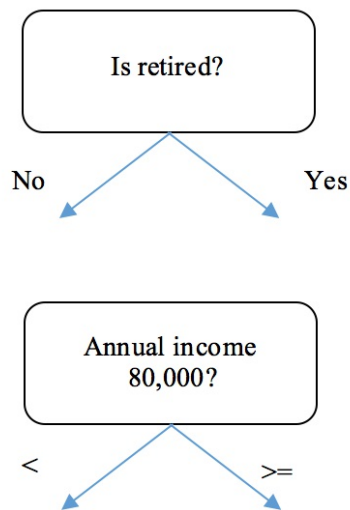 Is retired?
No
Yes
Annual income
80,000?
<
>=